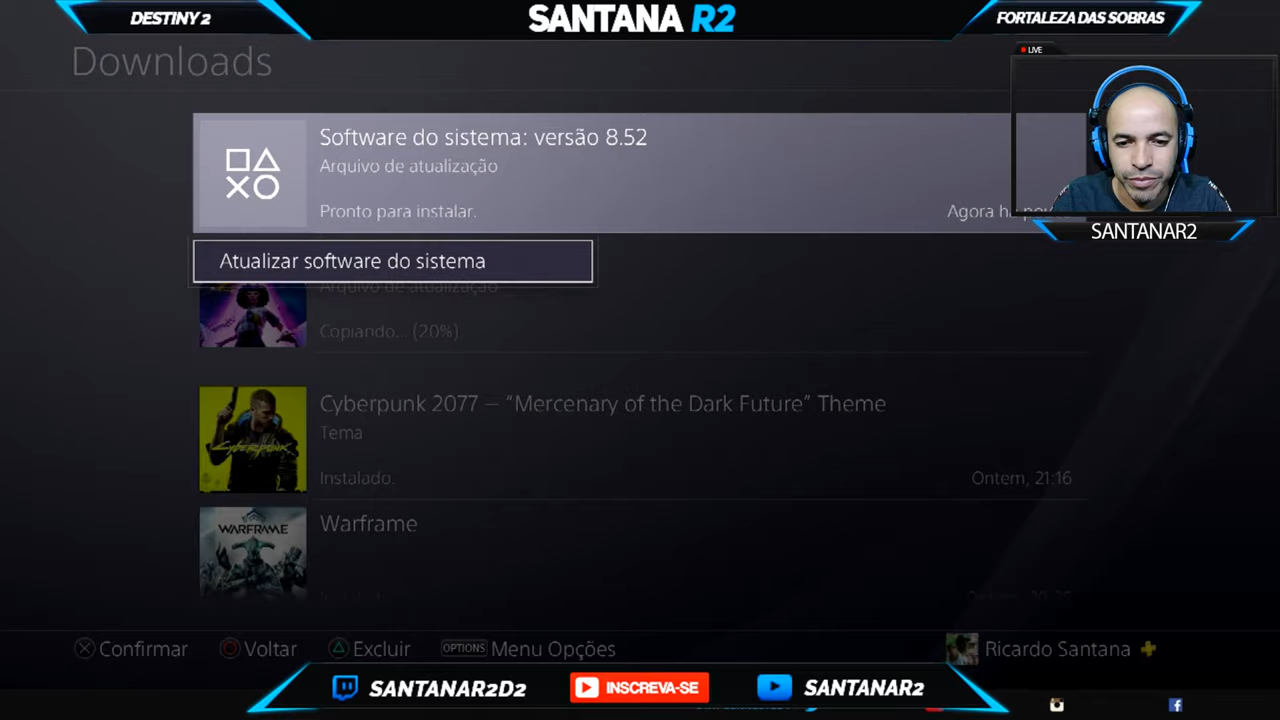 DESTINY 2
SANTANA R2
FORTALEZA DAS SOBRAS
Downloads
LIVE
Software do sistema: versão 8.52
Arquivo de atualização
Pronto para instalar.
Agora há
SANTANAR2
Atualizar software do sistema
Arquivo de atualização
Copiando... (20%)
Cyberpunk 2077 – “Mercenary of the Dark Future” Theme
Tema
CYBERPUNK
Instalado.
Ontem, 21:16
Warframe
WARFRAME
Confirmar
Voltar
Excluir
OPTIONS Menu Opções
Ricardo Santana
SANTANAR2D2
INSCREVA-SE
SANTANAR2